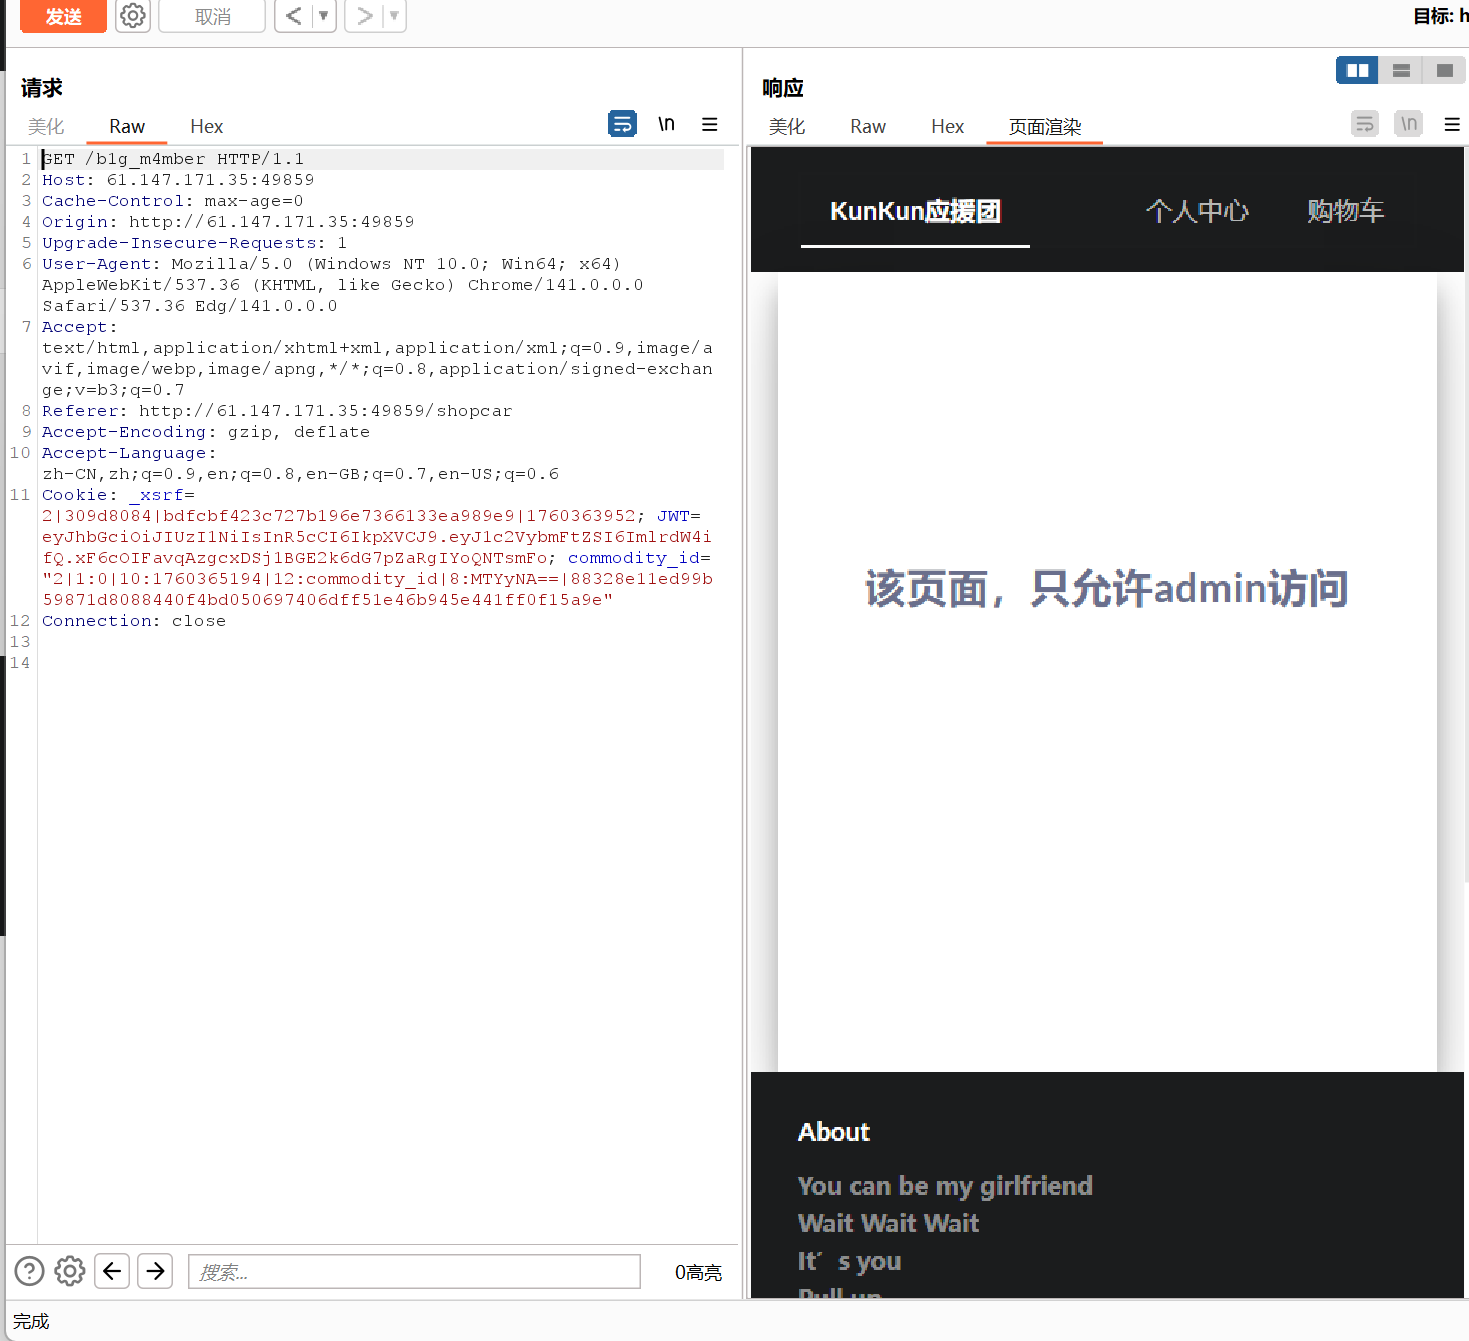 发送
取消
目标: h
请求
美化 Raw Hex
\n
1 GET /b1g_m4mber HTTP/1.1
2 Host: 61.147.171.35:49859
3 Cache-Control: max-age=0
4 Origin: http://61.147.171.35:49859
5 Upgrade-Insecure-Requests: 1
6 User-Agent: Mozilla/5.0 (Windows NT 10.0; Win64; x64)
AppleWebKit/537.36 (KHTML, like Gecko) Chrome/141.0.0.0
Safari/537.36 Edg/141.0.0.0
7 Accept:
text/html,application/xhtml+xml,application/xml;q=0.9,image/a
vif,image/webp,image/apng,*/*;q=0.8,application/signed-exchan
ge;v=b3;q=0.7
8 Referer: http://61.147.171.35:49859/shopcar
9 Accept-Encoding: gzip, deflate
10 Accept-Language:
zh-CN,zh;q=0.9,en;q=0.8,en-GB;q=0.7,en-US;q=0.6
11 Cookie: _xsrf=
2|309d8084|bdfcbf423c727b196e7366133ea989e9|1760363952; JWT=
eyJhbGciOiJIUzI1NiIsInR5cCI6IkpXVCJ9.eyJ1c2VybmFtZSI6ImlrdW4i
fQ.xF6cOIFavqAzgcxDSj1BGE2k6dG7pZaRgIYoQNTsmFo; commodity_id=
"2|1:0|10:1760365194|12:commodity_id|8:MTYyNA==|88328e11ed99b
59871d8088440f4bd050697406dff51e46b945e441ff0f15a9e"
12 Connection: close
13
14
搜索...
0高亮
完成
响应
美化 Raw Hex 页面渲染
\n
KunKun应援团 个人中心 购物车
该页面，只允许admin访问
About
You can be my girlfriend
Wait Wait Wait
It′s you
Pull up